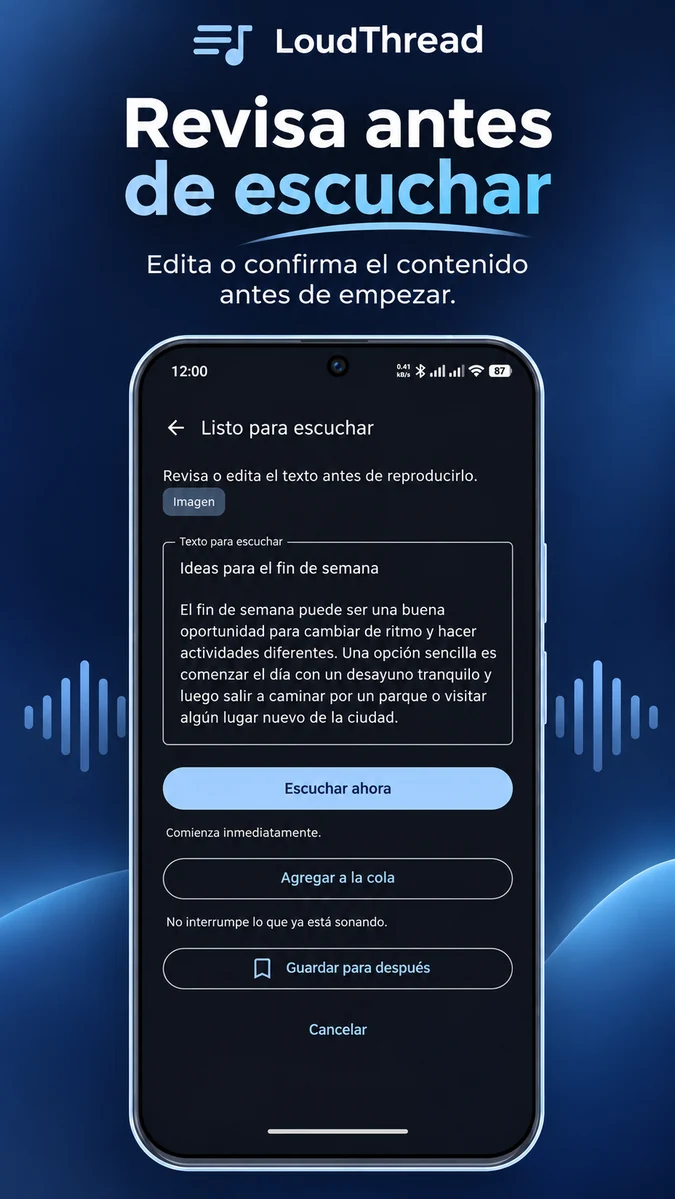 LoudThread
Revisa antes
de escuchar
Edita o confirma el contenido
antes de empezar.
12:00
0.41
kB/s
87
Listo para escuchar
Revisa o edita el texto antes de reproducirlo.
Imagen
Texto para escuchar
Ideas para el fin de semana
El fin de semana puede ser una buena
oportunidad para cambiar de ritmo y hacer
actividades diferentes. Una opción sencilla es
comenzar el día con un desayuno tranquilo y
luego salir a caminar por un parque o visitar
algún lugar nuevo de la ciudad.
Escuchar ahora
Comienza inmediatamente.
Agregar a la cola
No interrumpe lo que ya está sonando.
Guardar para después
Cancelar